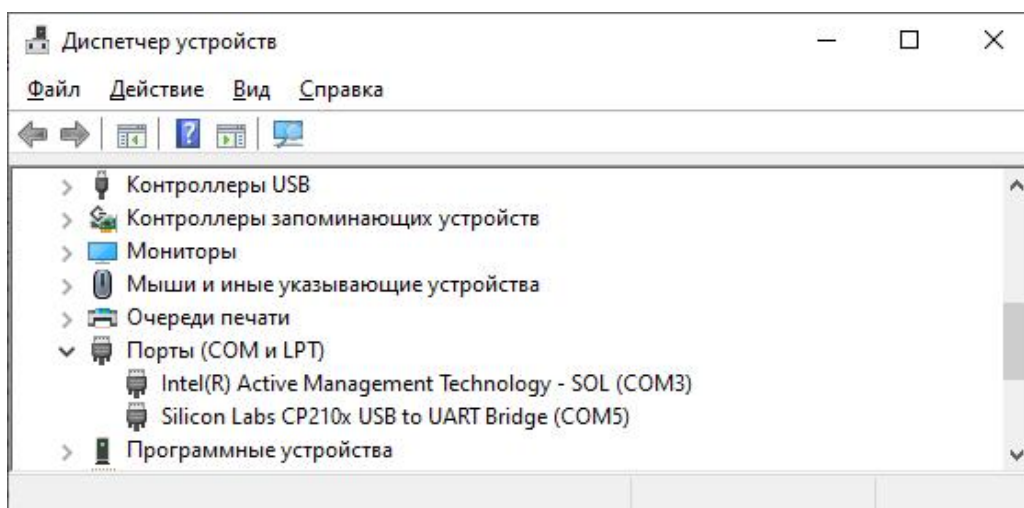 Диспетчер устройств
Файл Действие Вид Справка
Контроллеры USB
Контроллеры запоминающих устройств
Мониторы
Мыши и иные указывающие устройства
Очереди печати
Порты (COM и LPT)
Intel(R) Active Management Technology - SOL (COM3)
Silicon Labs CP210x USB to UART Bridge (COM5)
Программные устройства